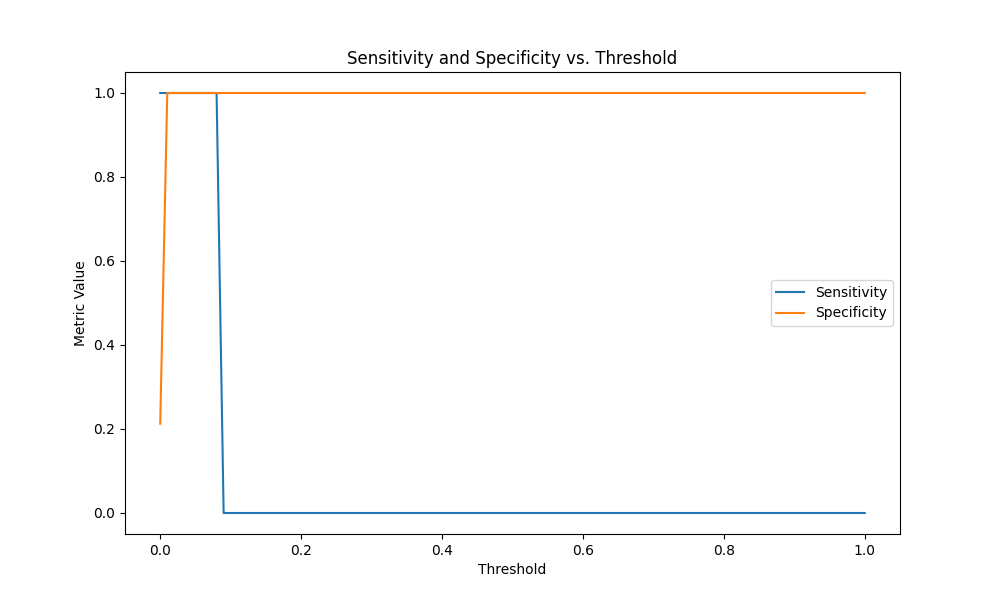 Sensitivity and Specificity vs. Threshold
1.0
0.8
0.6
0.4
0.2
0.0
Metric Value
Sensitivity
Specificity
0.0 0.2 0.4 0.6 0.8 1.0
Threshold